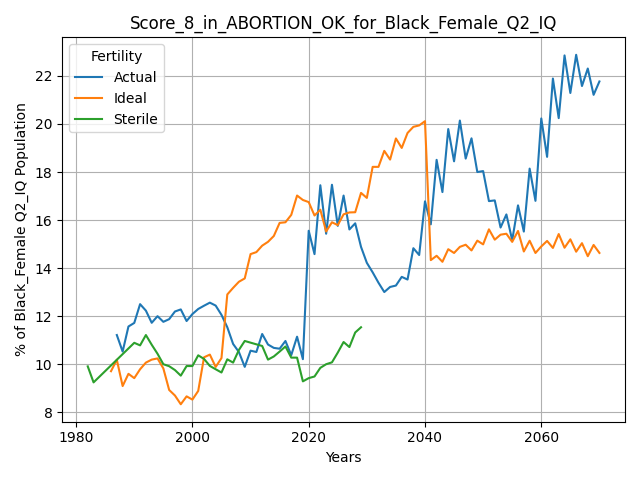 Score_8_in_ABORTION_OK_for_Black_Female_Q2_IQ
Fertility
Actual
Ideal
Sterile
% of Black_Female Q2_IQ Population
22
20
18
16
14
12
10
8
1980
2000
2020
2040
2060
Years